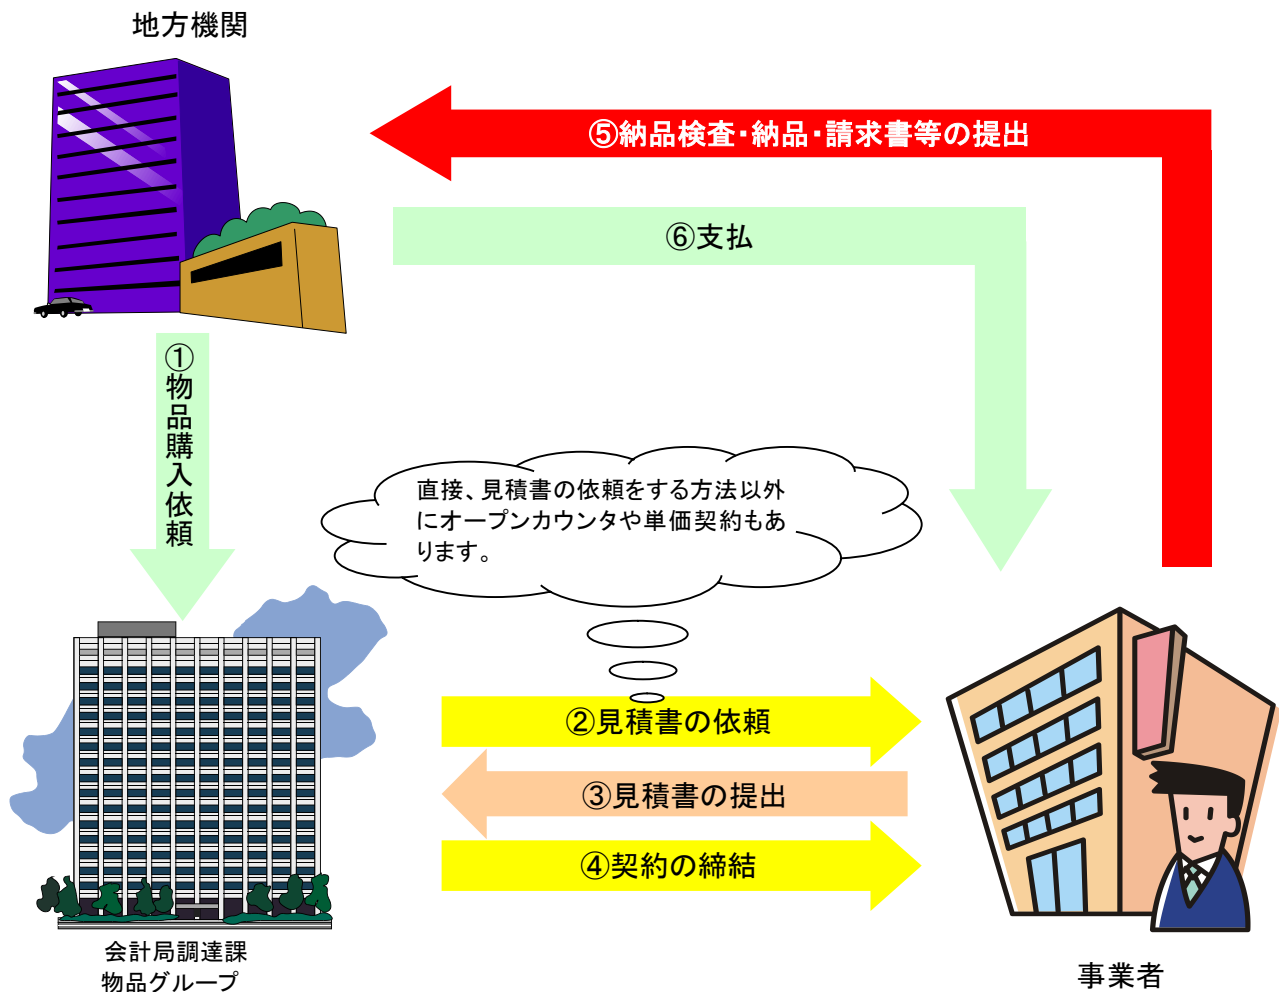 地方機関
⑤納品検査・納品・請求書等の提出
⑥支払
①物品購入依頼
直接、見積書の依頼をする方法以外
にオープンカウンタや単価契約もあ
ります。
②見積書の依頼
③見積書の提出
④契約の締結
会計局調達課
物品グループ
事業者